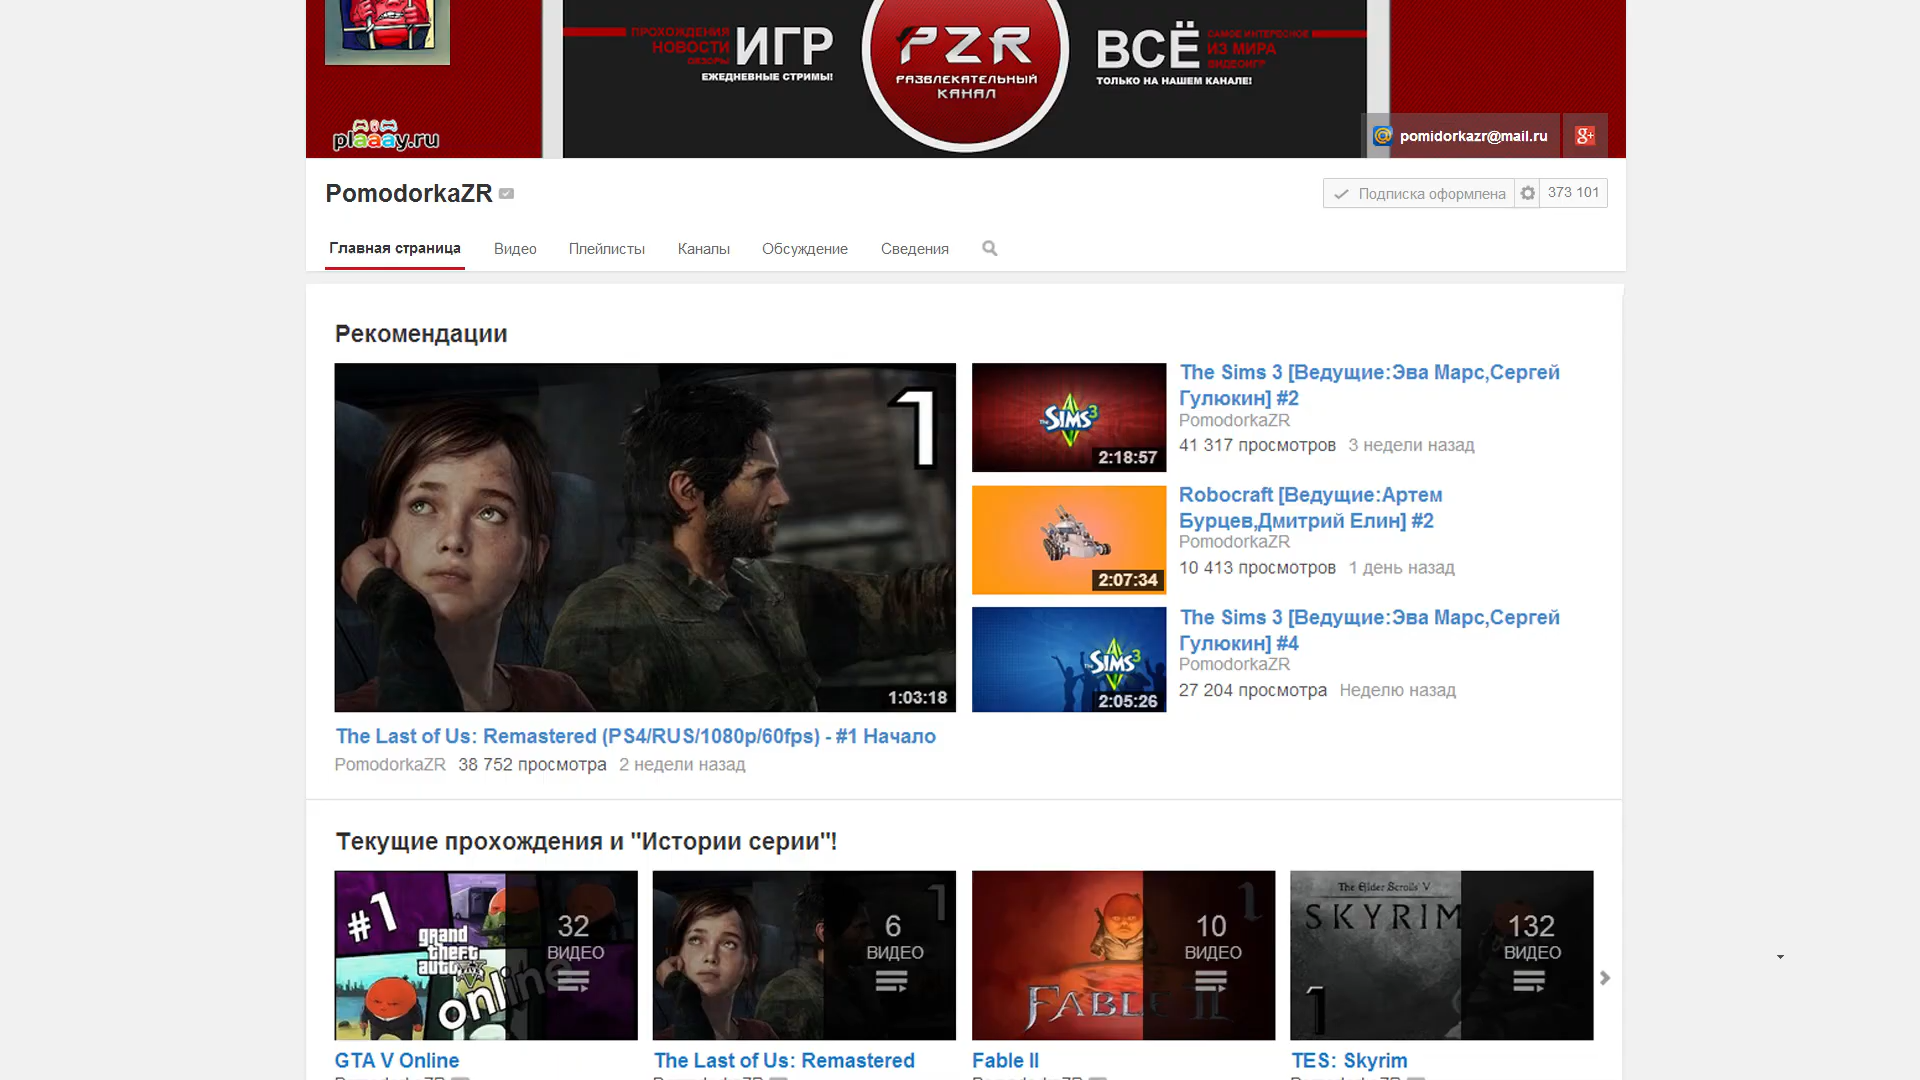 ПРОХОЖДЕНИЯ
НОВОСТИ
ОБЗОРЫ
ИГР
ЕЖЕДНЕВНЫЕ СТРИМЫ!
PZR
РАЗВЛЕКАТЕЛЬНЫЙ
КАНАЛ
ВСЁ
САМОЕ ИНТЕРЕСНОЕ
ИЗ МИРА
ВИДЕОИГР
ТОЛЬКО НА НАШЕМ КАНАЛЕ!
plaaay.ru
pomidorkazr@mail.ru
g+
PomodorkaZR
Подписка оформлена
373 101
Главная страница
Видео
Плейлисты
Каналы
Обсуждение
Сведения
Рекомендации
1
1:03:18
The Last of Us: Remastered (PS4/RUS/1080p/60fps) - #1 Начало
PomodorkaZR 38 752 просмотра 2 недели назад
The Sims 3
2:18:57
The Sims 3 [Ведущие:Эва Марс,Сергей
Гулюкин] #2
PomodorkaZR
41 317 просмотров 3 недели назад
2:07:34
Robocraft [Ведущие:Артем
Бурцев,Дмитрий Елин] #2
PomodorkaZR
10 413 просмотров 1 день назад
The Sims 3
2:05:26
The Sims 3 [Ведущие:Эва Марс,Сергей
Гулюкин] #4
PomodorkaZR
27 204 просмотра Неделю назад
Текущие прохождения и "Истории серии"!
#1
grand
theft
auto V
online
32
ВИДЕО
GTA V Online
1
6
ВИДЕО
The Last of Us: Remastered
1
FABLE II
10
ВИДЕО
Fable II
The Elder Scrolls V
SKYRIM
1
132
ВИДЕО
TES: Skyrim